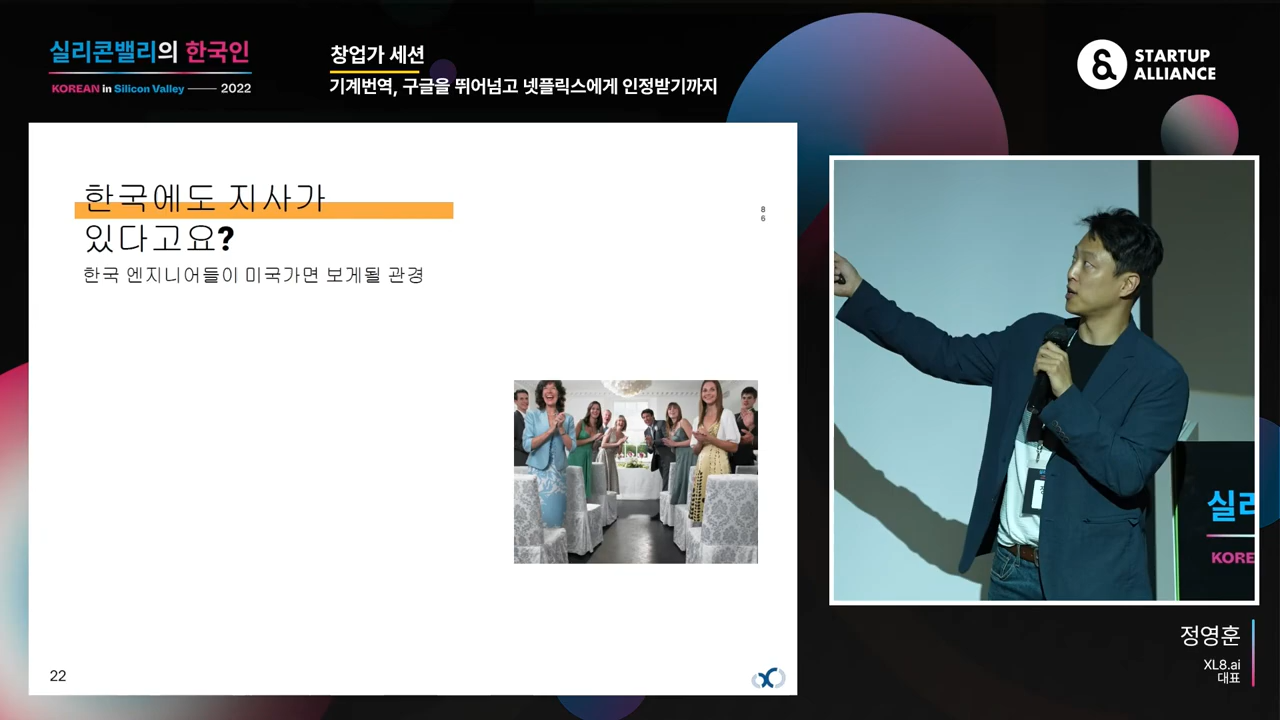 실리콘밸리의 한국인
KOREAN in Silicon Valley 2022
창업가 세션
기계번역, 구글을 뛰어넘고 넷플릭스에게 인정받기까지
STARTUP
ALLIANCE
한국에도 지사가
있다고요?
한국 엔지니어들이 미국가면 보게될 관경
8
6
22
실리
KORE
정영훈
XL8.ai
대표